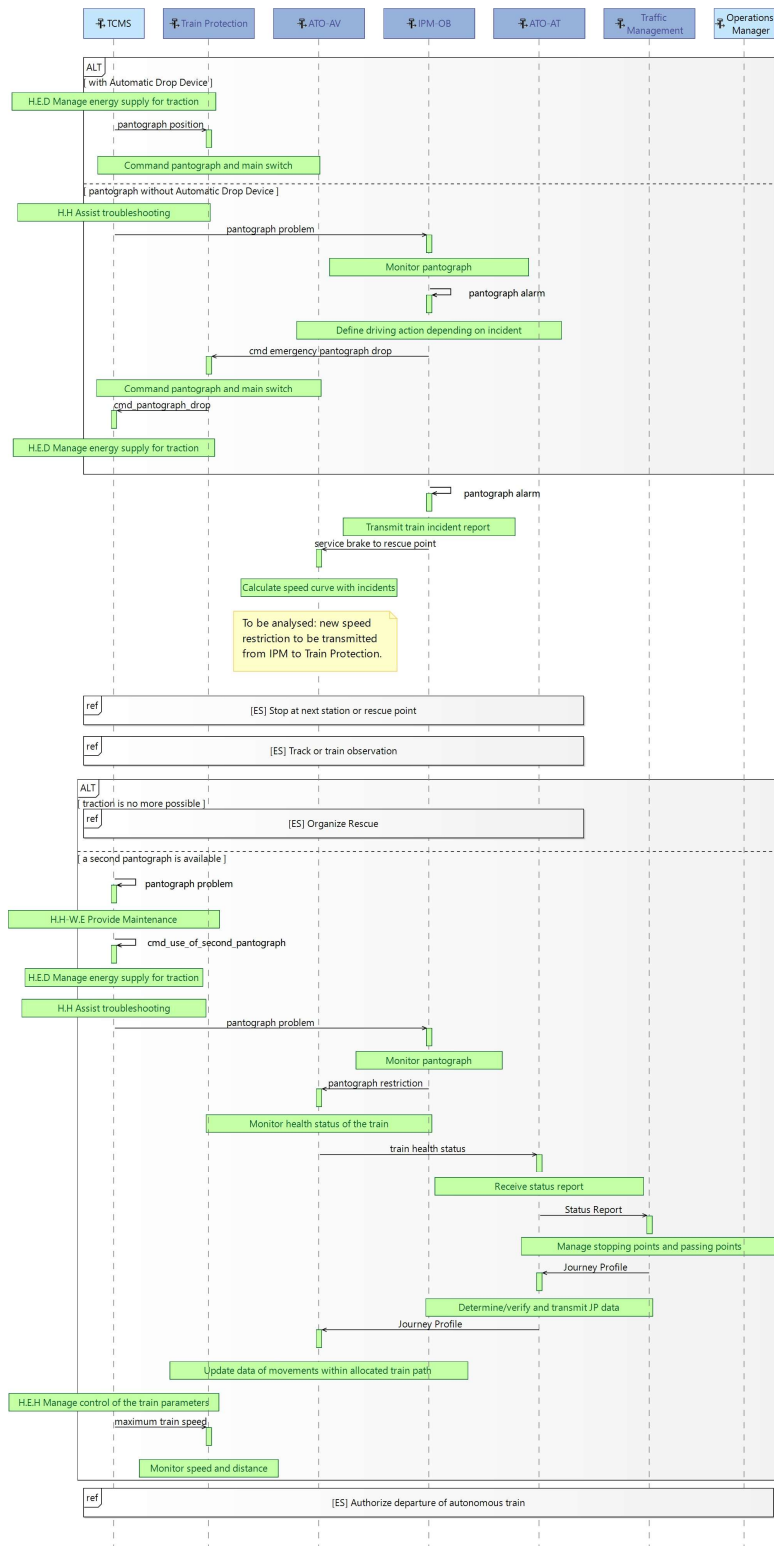 TCMS
Train Protection
ATO-AV
IPM-OB
ATO-AT
Traffic
Management
Operations
Manager
ALT
[ with Automatic Drop Device ]
H.E.D Manage energy supply for traction
pantograph position
Command pantograph and main switch
[ pantograph without Automatic Drop Device ]
H.H Assist troubleshooting
pantograph problem
Monitor pantograph
pantograph alarm
Define driving action depending on incident
cmd emergency pantograph drop
Command pantograph and main switch
cmd_pantograph_drop
H.E.D Manage energy supply for traction
pantograph alarm
Transmit train incident report
service brake to rescue point
Calculate speed curve with incidents
To be analysed: new speed
restriction to be transmitted
from IPM to Train Protection.
ref
[ES] Stop at next station or rescue point
ref
[ES] Track or train observation
ALT
[ traction is no more possible ]
ref
[ES] Organize Rescue
[ a second pantograph is available ]
pantograph problem
H.H-W.E Provide Maintenance
cmd_use_of_second_pantograph
H.E.D Manage energy supply for traction
H.H Assist troubleshooting
pantograph problem
Monitor pantograph
pantograph restriction
Monitor health status of the train
train health status
Receive status report
Status Report
Manage stopping points and passing points
Journey Profile
Determine/verify and transmit JP data
Journey Profile
Update data of movements within allocated train path
H.E.H Manage control of the train parameters
maximum train speed
Monitor speed and distance
ref
[ES] Authorize departure of autonomous train